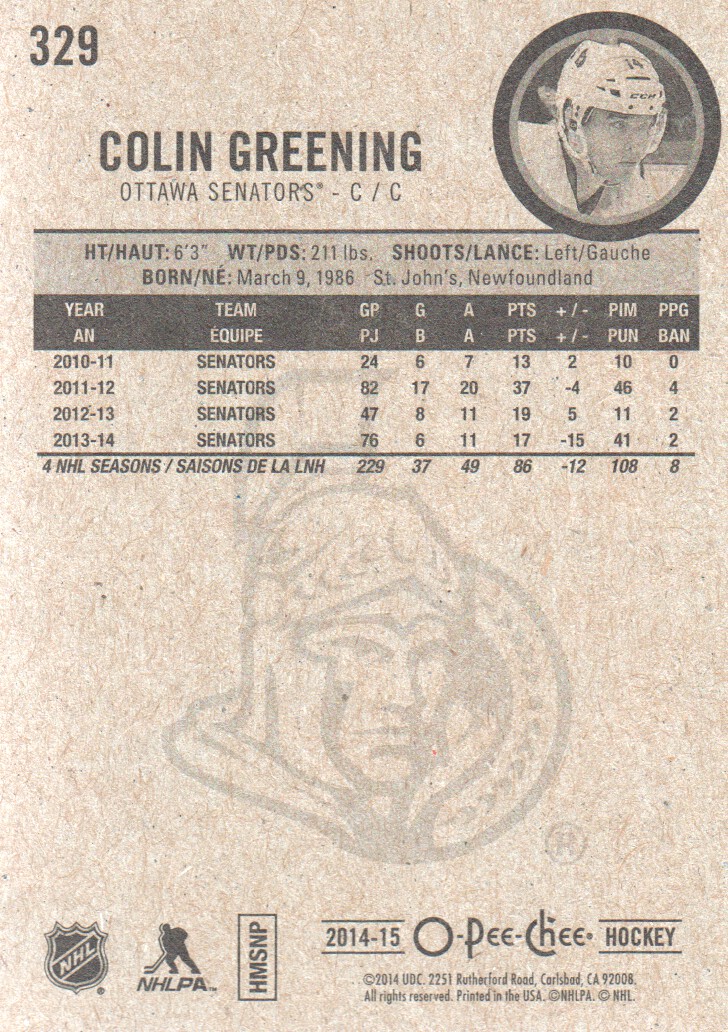 329
COLIN GREENING
OTTAWA SENATORS® - C / C
HT/HAUT: 6'3" WT/PDS: 211 lbs. SHOOTS/LANCE: Left/Gauche
BORN/NÉ: March 9, 1986 St. John's, Newfoundland
YEAR TEAM GP G A PTS + / - PIM PPG
AN ÉQUIPE PJ B A PTS + / - PUN BAN
2010-11 SENATORS 24 6 7 13 2 10 0
2011-12 SENATORS 82 17 20 37 -4 46 4
2012-13 SENATORS 47 8 11 19 5 11 2
2013-14 SENATORS 76 6 11 17 -15 41 2
4 NHL SEASONS / SAISONS DE LA LNH 229 37 49 86 -12 108 8
NHL ®
NHLPA™
HMSNP
2014-15 O-Pee-Chee® HOCKEY
©2014 UDC. 2251 Rutherford Road, Carlsbad, CA 92008.
All rights reserved. Printed in the USA. ©NHLPA. © NHL.
14
CCM
®